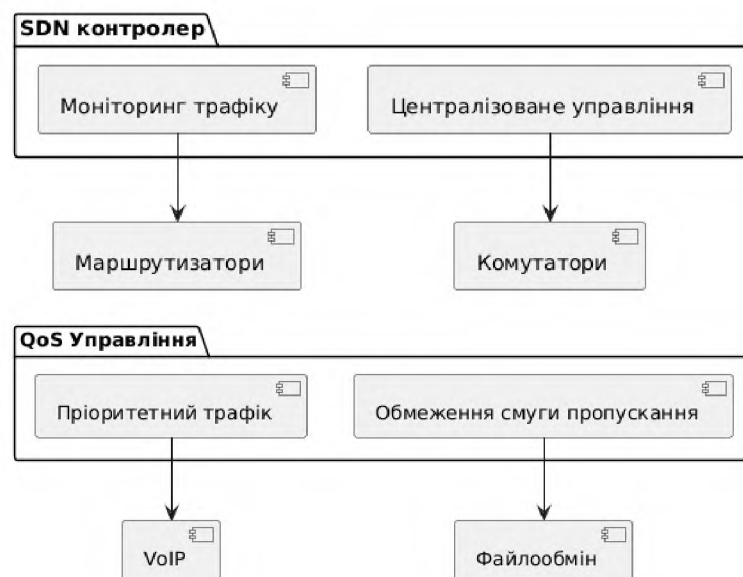 SDN контролер
Моніторинг трафіку
Централізоване управління
Маршрутизатори
Комутатори
QoS Управління
Пріоритетний трафік
Обмеження смуги пропускання
VoIP
Файлообмін